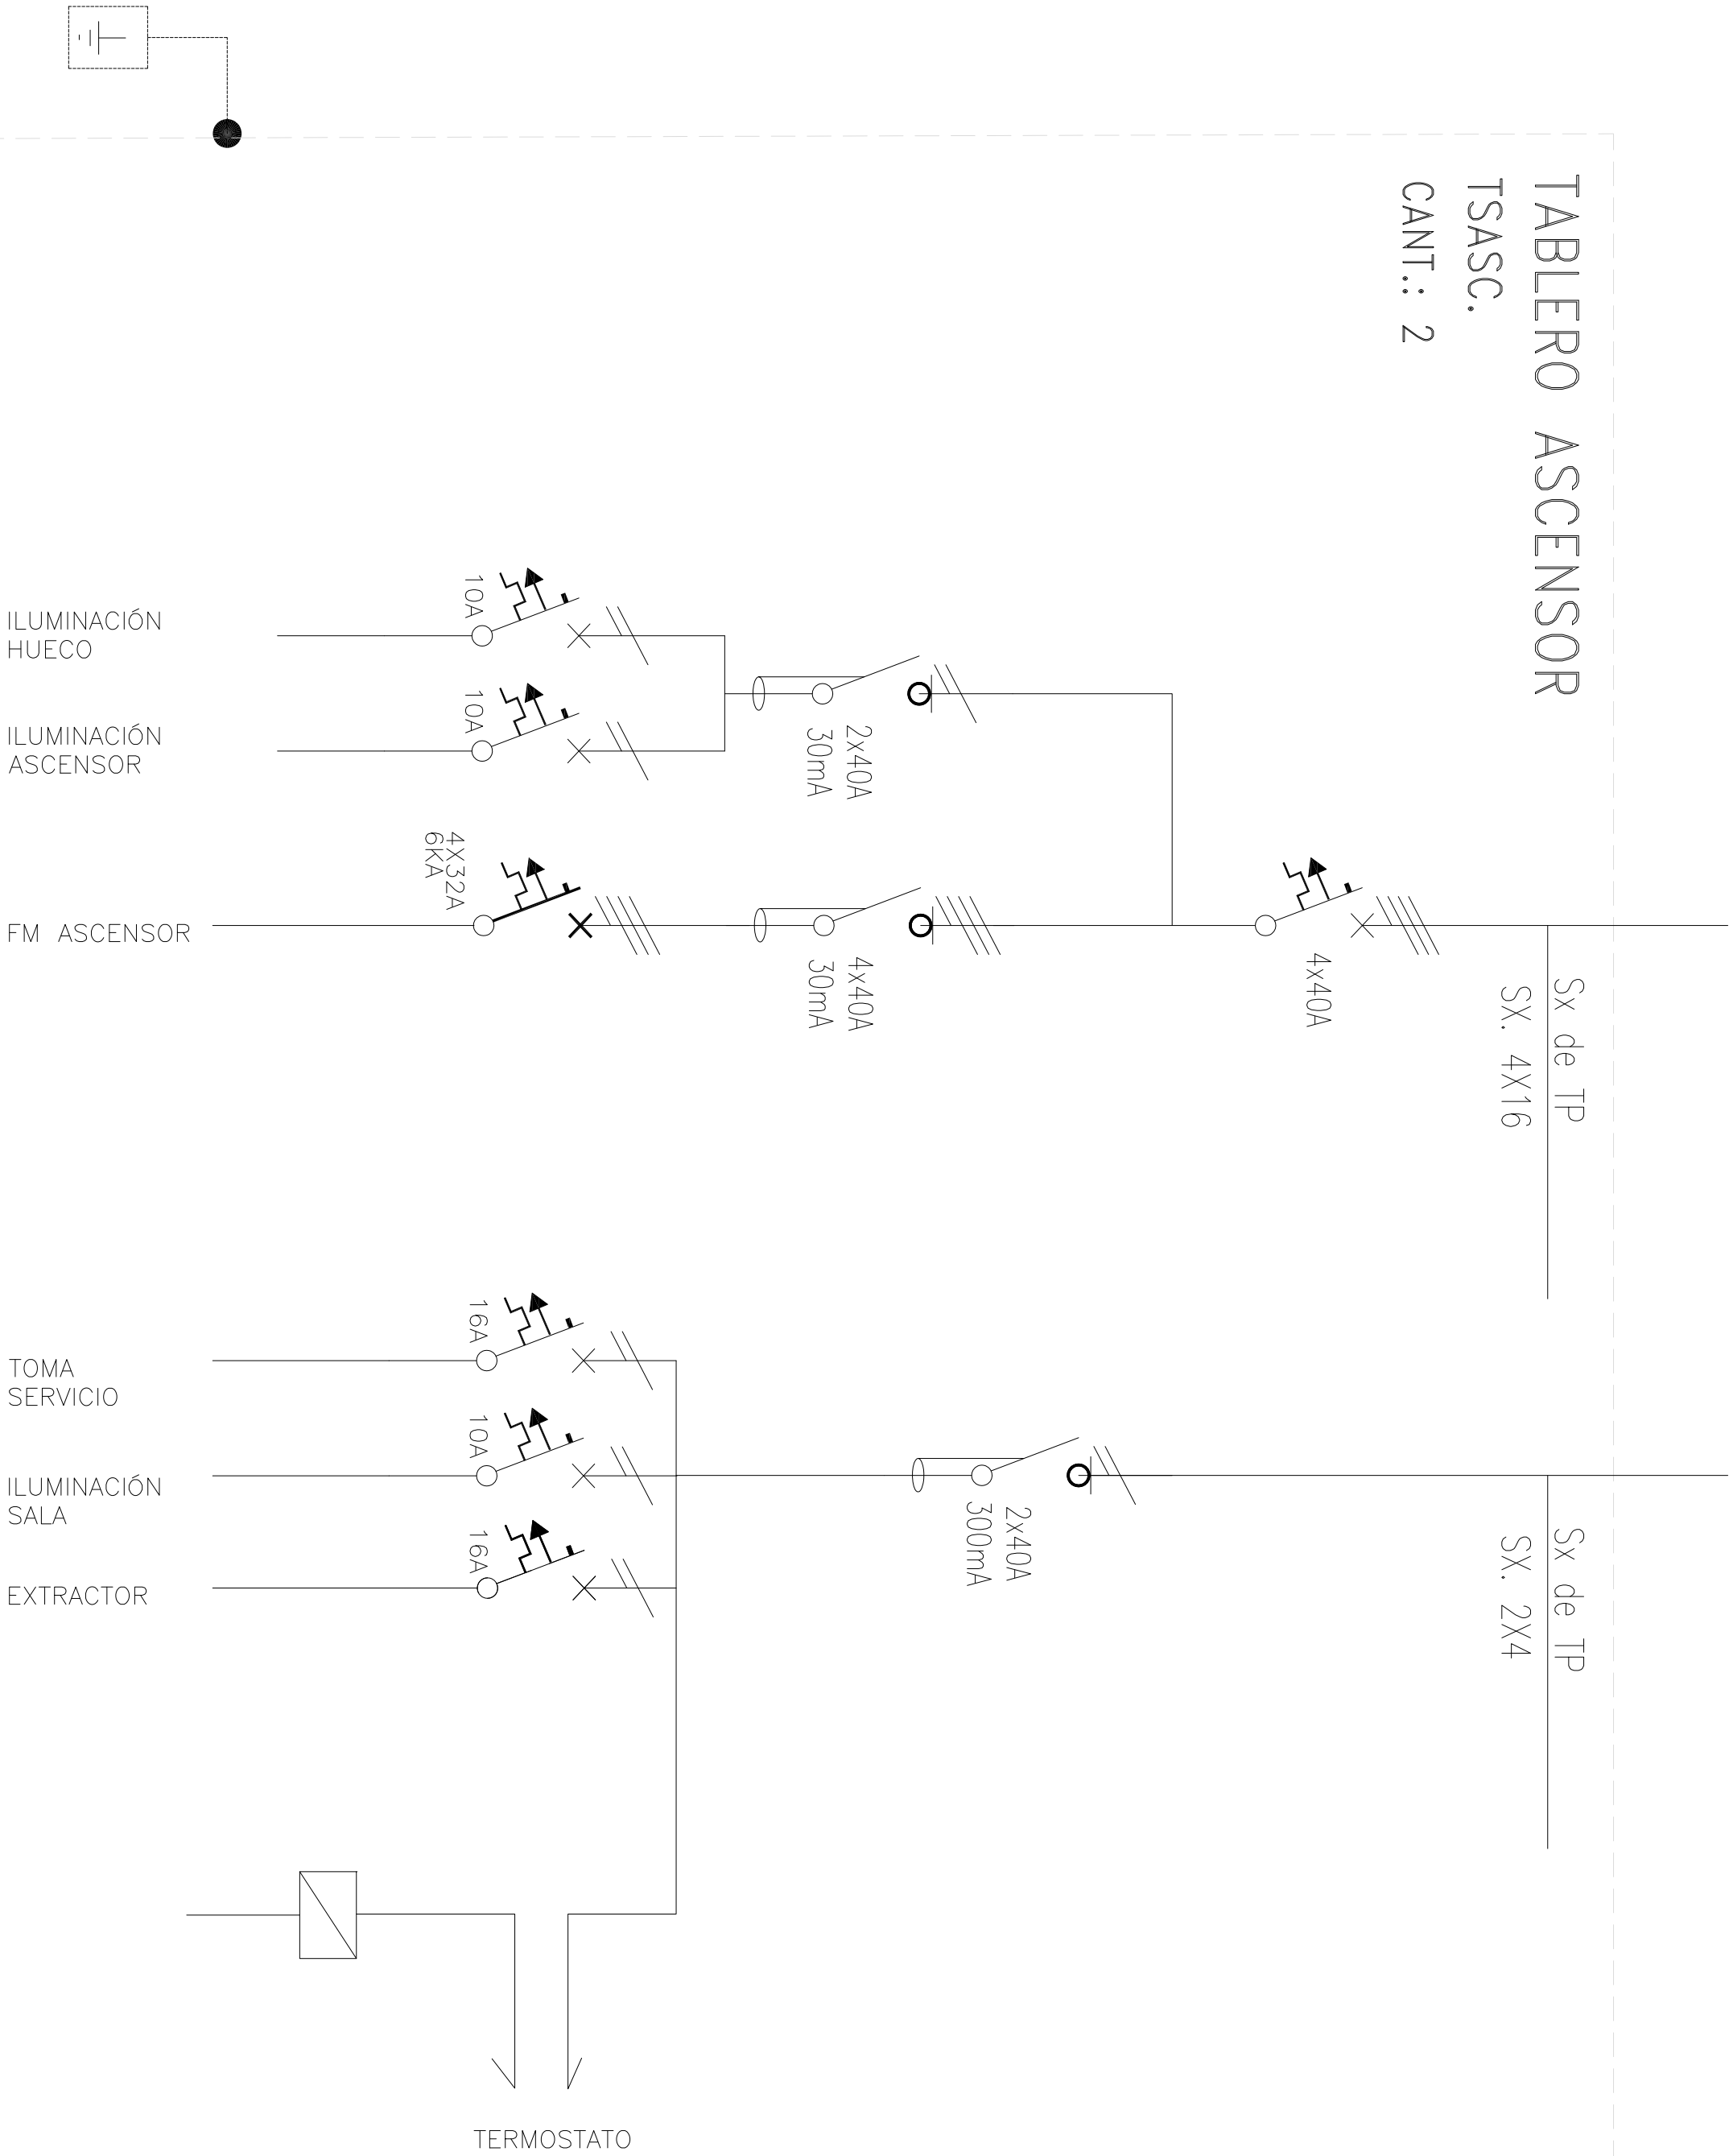 TABLERO ASCENSOR
TSASC.
CANT.: 2
ILUMINACIÓN
HUECO
10A
ILUMINACIÓN
ASCENSOR
10A
2x40A
30mA
FM ASCENSOR
4X32A
6KA
4x40A
30mA
4x40A
Sx de TP
SX. 4X16
TOMA
SERVICIO
16A
ILUMINACIÓN
SALA
10A
EXTRACTOR
16A
2x40A
300mA
Sx de TP
SX. 2X4
TERMOSTATO